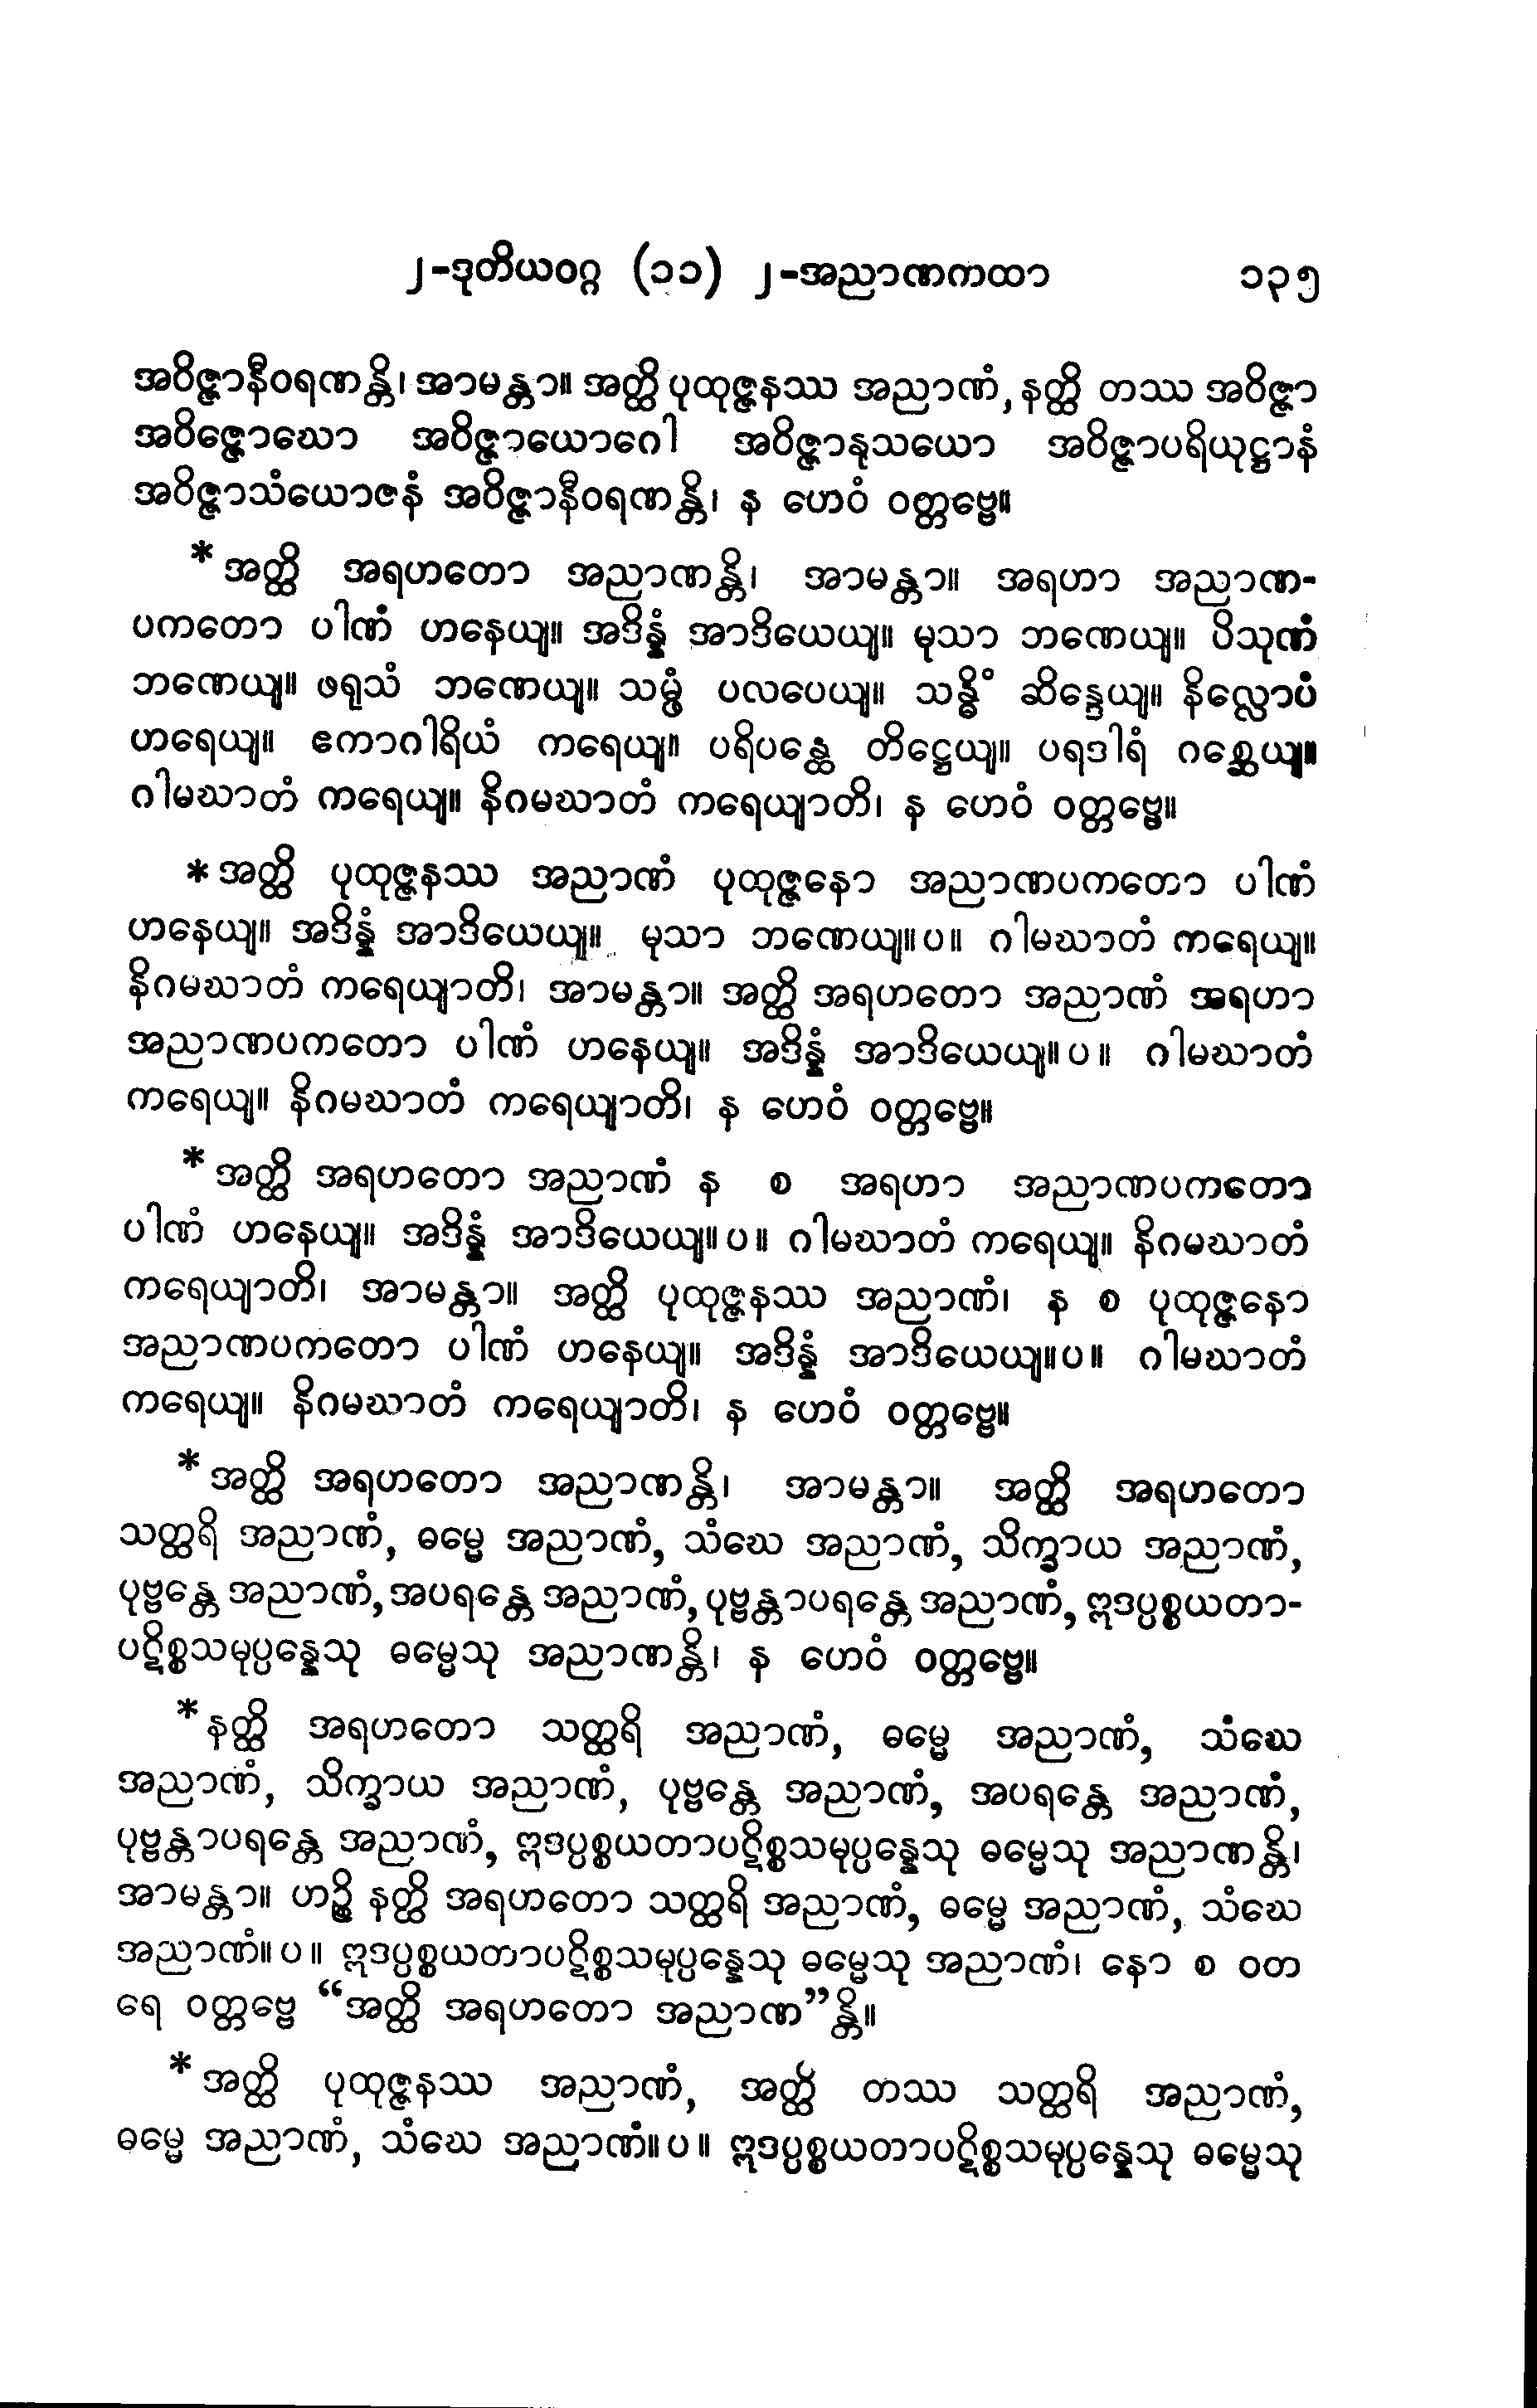 ၂-ဒုတိယဝဂ္ဂ (၁၁) ၂-အညာဏကထာ ၁၃၅
အဝိဇ္ဇာနီဝရဏန္တိ၊ အာမန္တာ။ အတ္ထိ ပုထုဇ္ဇနဿ အညာဏံ, နတ္ထိ တဿ အဝိဇ္ဇာ
အဝိဇ္ဇောဃော အဝိဇ္ဇာယောဂေါ အဝိဇ္ဇာနုသယော အဝိဇ္ဇာပရိယုဋ္ဌာနံ
အဝိဇ္ဇာသံယောဇနံ အဝိဇ္ဇာနီဝရဏန္တိ၊ န ဟေဝံ ဝတ္တဗ္ဗေ။
*အတ္ထိ အရဟတော အညာဏန္တိ၊ အာမန္တာ။ အရဟာ အညာဏ-
ပကတော ပါဏံ ဟနေယျ။ အဒိန္နံ အာဒိယေယျ။ မုသာ ဘဏေယျ။ ပိသုဏံ
ဘဏေယျ။ ဖရုသံ ဘဏေယျ။ သမ္ဖံ ပလပေယျ။ သန္ဓိံ ဆိန္ဒေယျ။ နိလ္လောပံ
ဟရေယျ။ ဧကာဂါရိယံ ကရေယျ။ ပရိပန္ထေ တိဋ္ဌေယျ။ ပရဒါရံ ဂစ္ဆေယျ။
ဂါမဃာတံ ကရေယျ။ နိဂမဃာတံ ကရေယျာတိ၊ န ဟေဝံ ဝတ္တဗ္ဗေ။
*အတ္ထိ ပုထုဇ္ဇနဿ အညာဏံ ပုထုဇ္ဇနော အညာဏပကတော ပါဏံ
ဟနေယျ။ အဒိန္နံ အာဒိယေယျ။ မုသာ ဘဏေယျ။ပ။ ဂါမဃာတံ ကရေယျ။
နိဂမဃာတံ ကရေယျာတိ၊ အာမန္တာ။ အတ္ထိ အရဟတော အညာဏံ အရဟာ
အညာဏပကတော ပါဏံ ဟနေယျ။ အဒိန္နံ အာဒိယေယျ။ပ။ ဂါမဃာတံ
ကရေယျ။ နိဂမဃာတံ ကရေယျာတိ၊ န ဟေဝံ ဝတ္တဗ္ဗေ။
*အတ္ထိ အရဟတော အညာဏံ န စ အရဟာ အညာဏပကတော
ပါဏံ ဟနေယျ။ အဒိန္နံ အာဒိယေယျ။ပ။ ဂါမဃာတံ ကရေယျ။ နိဂမဃာတံ
ကရေယျာတိ၊ အာမန္တာ။ အတ္ထိ ပုထုဇ္ဇနဿ အညာဏံ၊ န စ ပုထုဇ္ဇနော
အညာဏပကတော ပါဏံ ဟနေယျ။ အဒိန္နံ အာဒိယေယျ။ပ။ ဂါမဃာတံ
ကရေယျ။ နိဂမဃာတံ ကရေယျာတိ၊ န ဟေဝံ ဝတ္တဗ္ဗေ။
*အတ္ထိ အရဟတော အညာဏန္တိ၊ အာမန္တာ။ အတ္ထိ အရဟတော
သတ္ထရိ အညာဏံ, ဓမ္မေ အညာဏံ, သံဃေ အညာဏံ, သိက္ခာယ အညာဏံ,
ပုဗ္ဗန္တေ အညာဏံ, အပရန္တေ အညာဏံ, ပုဗ္ဗန္တာပရန္တေ အညာဏံ, ဣဒပ္ပစ္စယတာ-
ပဋိစ္စသမုပ္ပန္နေသု ဓမ္မေသု အညာဏန္တိ၊ န ဟေဝံ ဝတ္တဗ္ဗေ။
*နတ္ထိ အရဟတော သတ္ထရိ အညာဏံ, ဓမ္မေ အညာဏံ, သံဃေ
အညာဏံ, သိက္ခာယ အညာဏံ, ပုဗ္ဗန္တေ အညာဏံ, အပရန္တေ အညာဏံ,
ပုဗ္ဗန္တာပရန္တေ အညာဏံ, ဣဒပ္ပစ္စယတာပဋိစ္စသမုပ္ပန္နေသု ဓမ္မေသု အညာဏန္တိ၊
အာမန္တာ။ ဟဉ္စိ နတ္ထိ အရဟတော သတ္ထရိ အညာဏံ, ဓမ္မေ အညာဏံ, သံဃေ
အညာဏံ။ပ။ ဣဒပ္ပစ္စယတာပဋိစ္စသမုပ္ပန္နေသု ဓမ္မေသု အညာဏံ၊ နော စ ဝတ
ရေ ဝတ္တဗ္ဗေ “အတ္ထိ အရဟတော အညာဏ”န္တိ။
*အတ္ထိ ပုထုဇ္ဇနဿ အညာဏံ, အတ္ထိ တဿ သတ္ထရိ အညာဏံ,
ဓမ္မေ အညာဏံ, သံဃေ အညာဏံ။ပ။ ဣဒပ္ပစ္စယတာပဋိစ္စသမုပ္ပန္နေသု ဓမ္မေသု